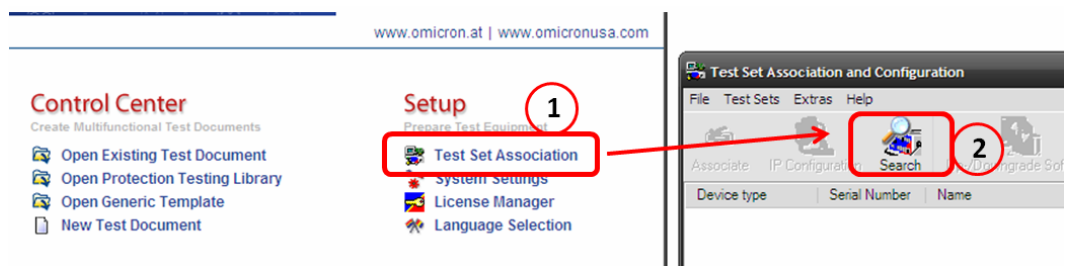 www.omicron.at | www.omicronusa.com
Control Center
Create Multifunctional Test Documents
Open Existing Test Document
Open Protection Testing Library
Open Generic Template
New Test Document
Setup
Prepare Test Equipment
1
Test Set Association
System Settings
License Manager
Language Selection
Test Set Association and Configuration
File Test Sets Extras Help
Associate IP Configuration Search
2
Device type Serial Number Name